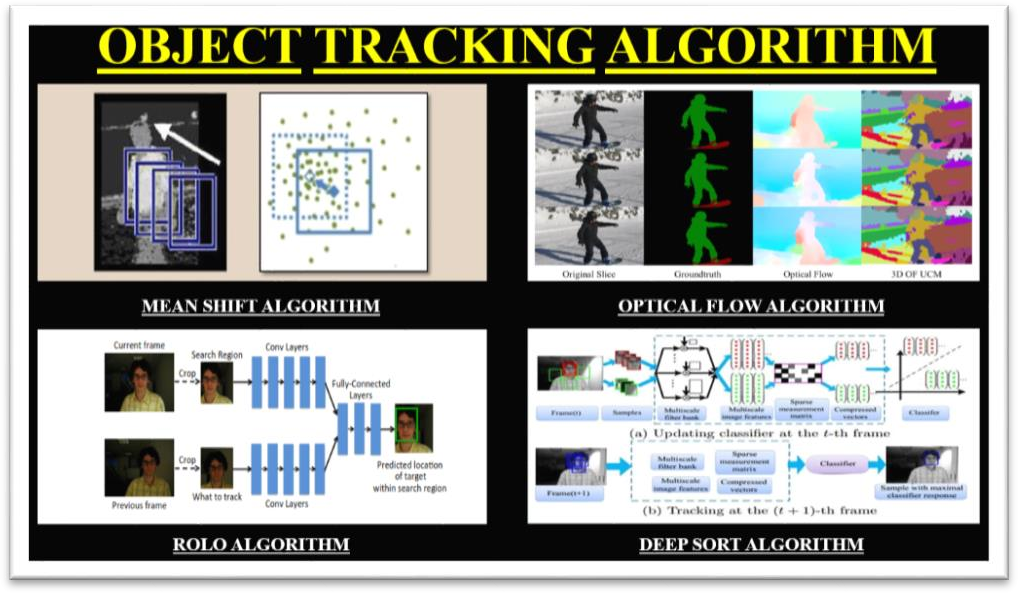 OBJECT TRACKING ALGORITHM
MEAN SHIFT ALGORITHM
Original Slice
Groundtruth
Optical Flow
3D OF UCM
OPTICAL FLOW ALGORITHM
Current frame
Crop
Search Region
Conv Layers
Fully-Connected
Layers
Previous frame
Crop
What to track
Conv Layers
Predicted location
of target
within search region
ROLO ALGORITHM
Frame(t)
Samples
Multiscale
filter bank
Multiscale
image features
Sparse
measurement
matrix
Compressed
vectors
Classifer
(a) Updating classifier at the t-th frame
Frame(t+1)
Multiscale
filter bank
Sparse
measurement
matrix
Multiscale
image features
Compressed
vectors
Classifier
Sample with maximal
classifier response
(b) Tracking at the (t + 1)-th frame
DEEP SORT ALGORITHM